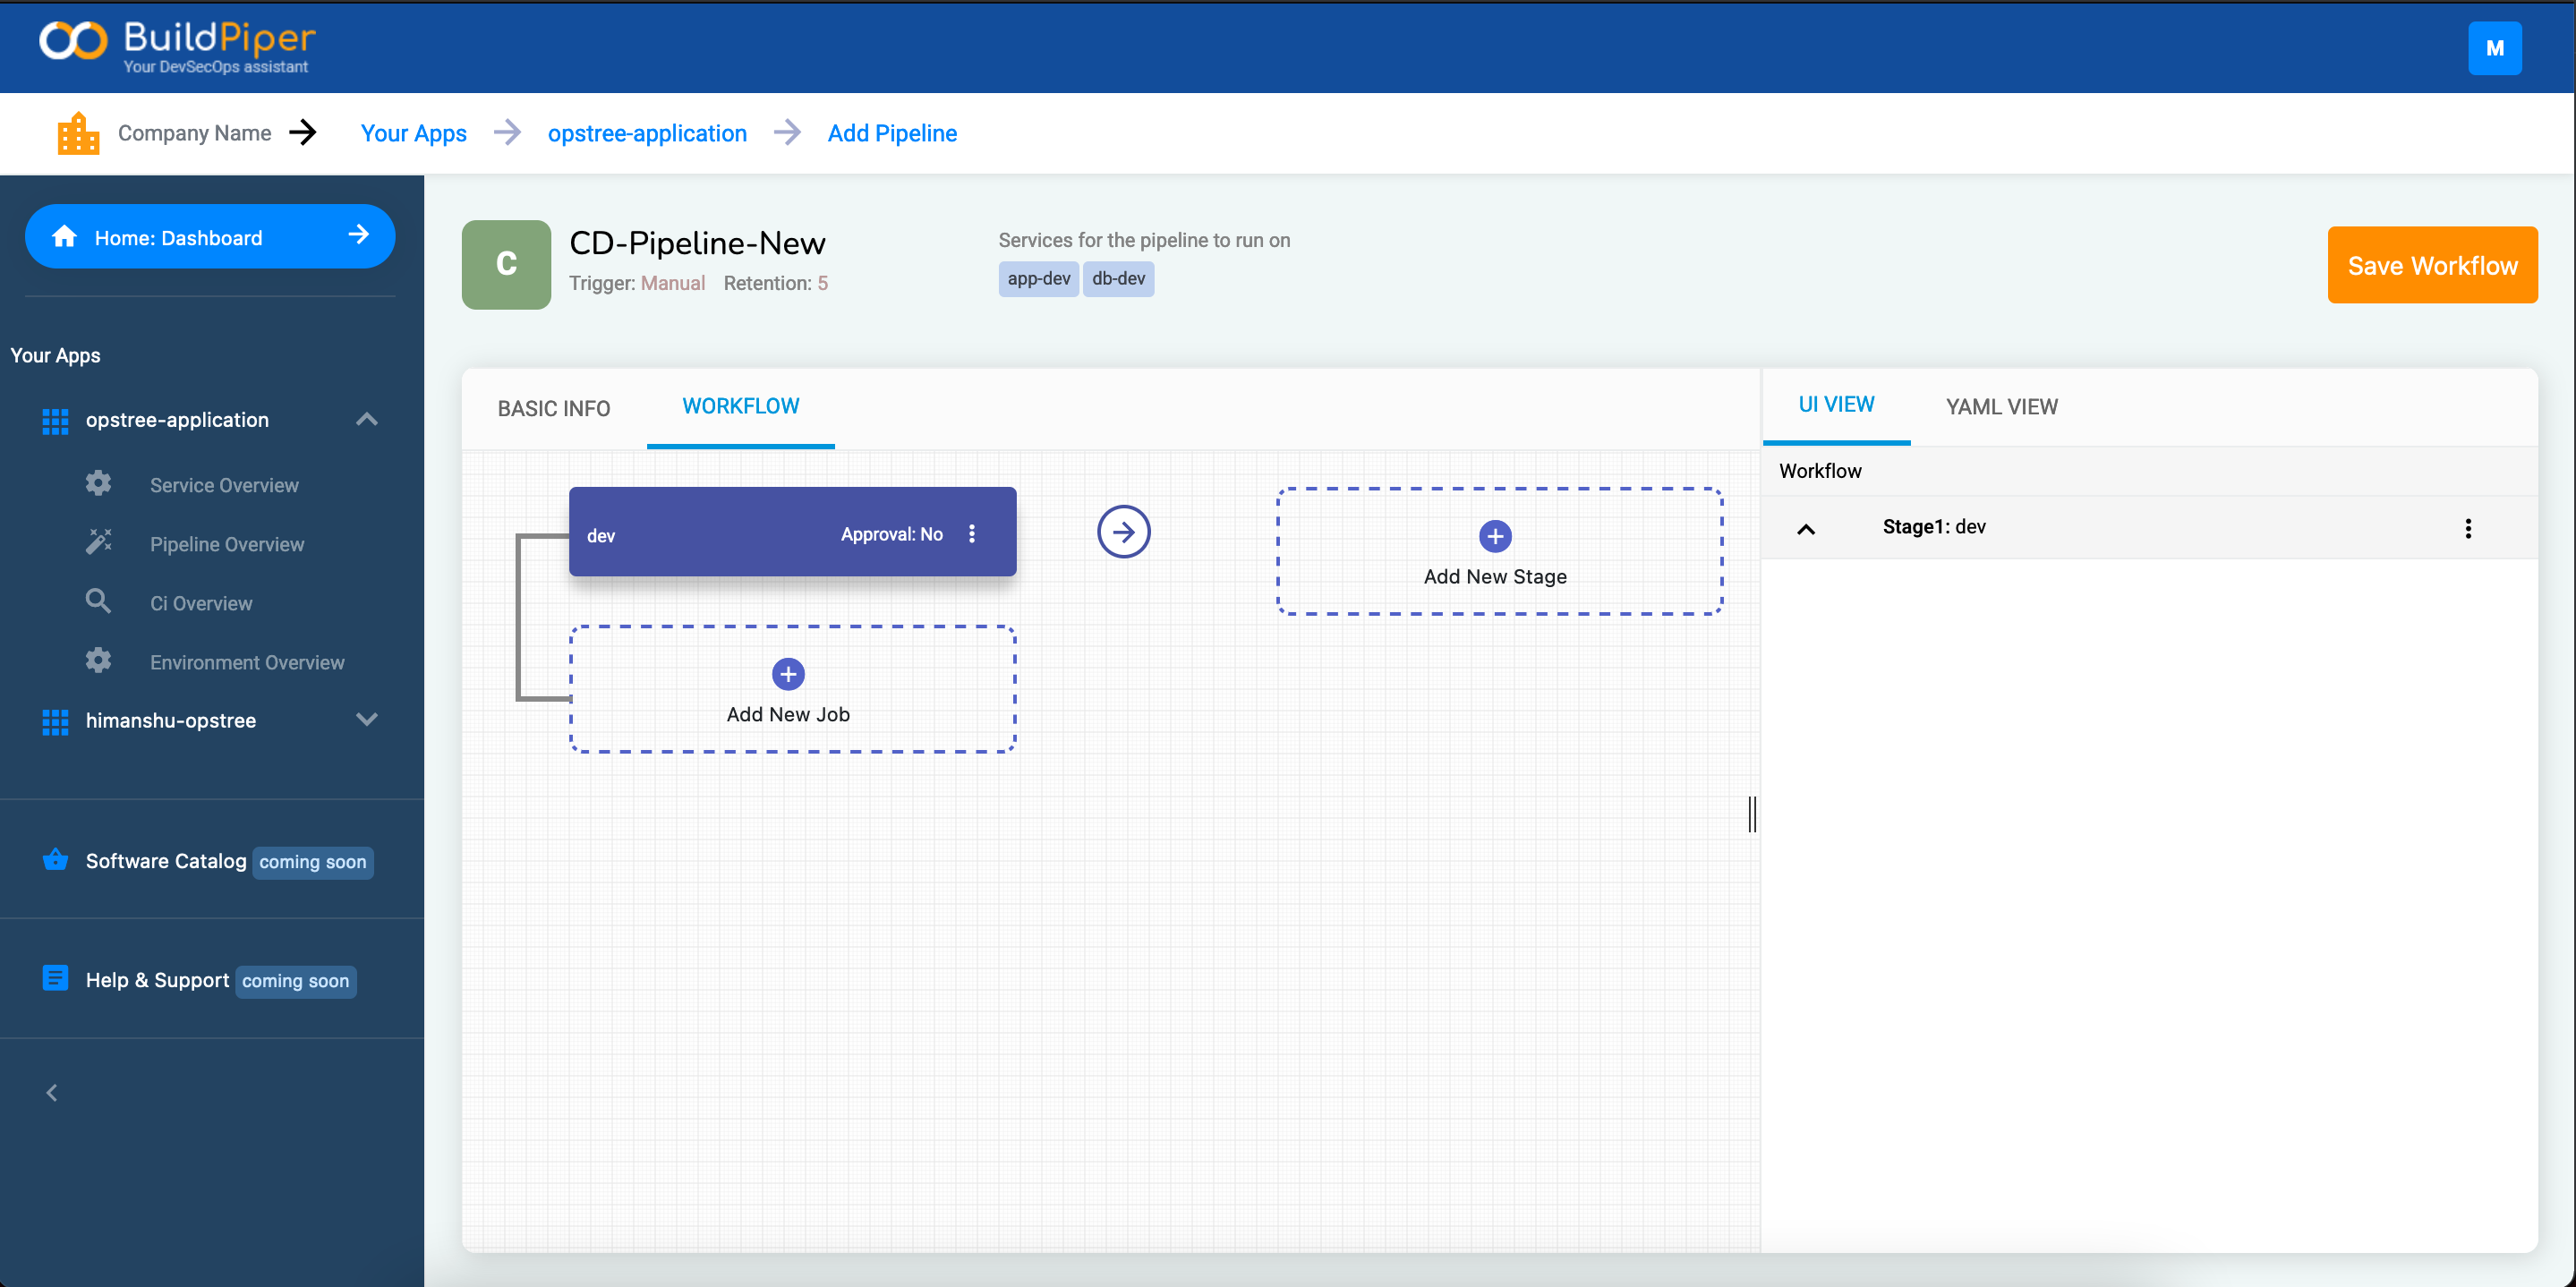 BuildPiper
Your DevSecOps assistant
M
Company Name
Your Apps
opstree-application
Add Pipeline
Home: Dashboard
Your Apps
opstree-application
Service Overview
Pipeline Overview
Ci Overview
Environment Overview
himanshu-opstree
Software Catalog coming soon
Help & Support coming soon
C
CD-Pipeline-New
Trigger: Manual Retention: 5
Services for the pipeline to run on
app-dev db-dev
Save Workflow
BASIC INFO WORKFLOW
dev Approval: No
Add New Stage
Add New Job
UI VIEW YAML VIEW
Workflow
Stage1: dev